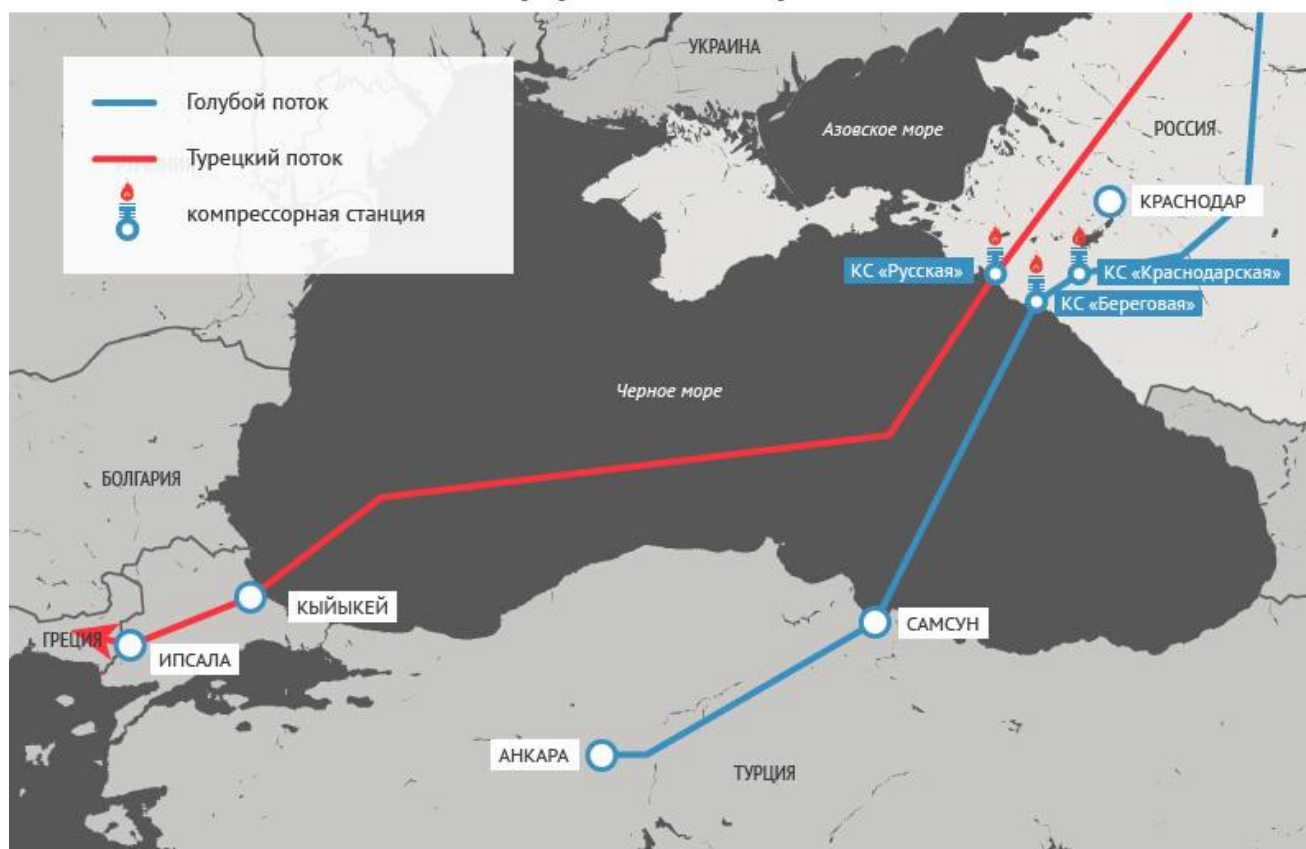 УКРАИНА
Голубой поток
Турецкий поток
компрессорная станция
Азовское море
РОССИЯ
КРАСНОДАР
КС «Русская»
КС «Краснодарская»
КС «Береговая»
Черное море
БОЛГАРИЯ
КЫЙЫКЕЙ
ГРЕЦИЯ
ИПСАЛА
САМСУН
АНКАРА
ТУРЦИЯ